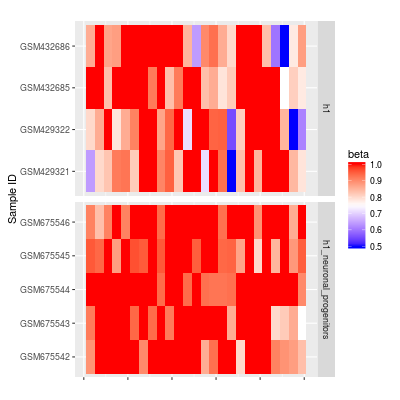 Sample ID
GSM432686
GSM432685
GSM429322
GSM429321
h1
GSM675546
GSM675545
GSM675544
GSM675543
GSM675542
h1_neuronal_progenitors
beta
1.0
0.9
0.8
0.7
0.6
0.5